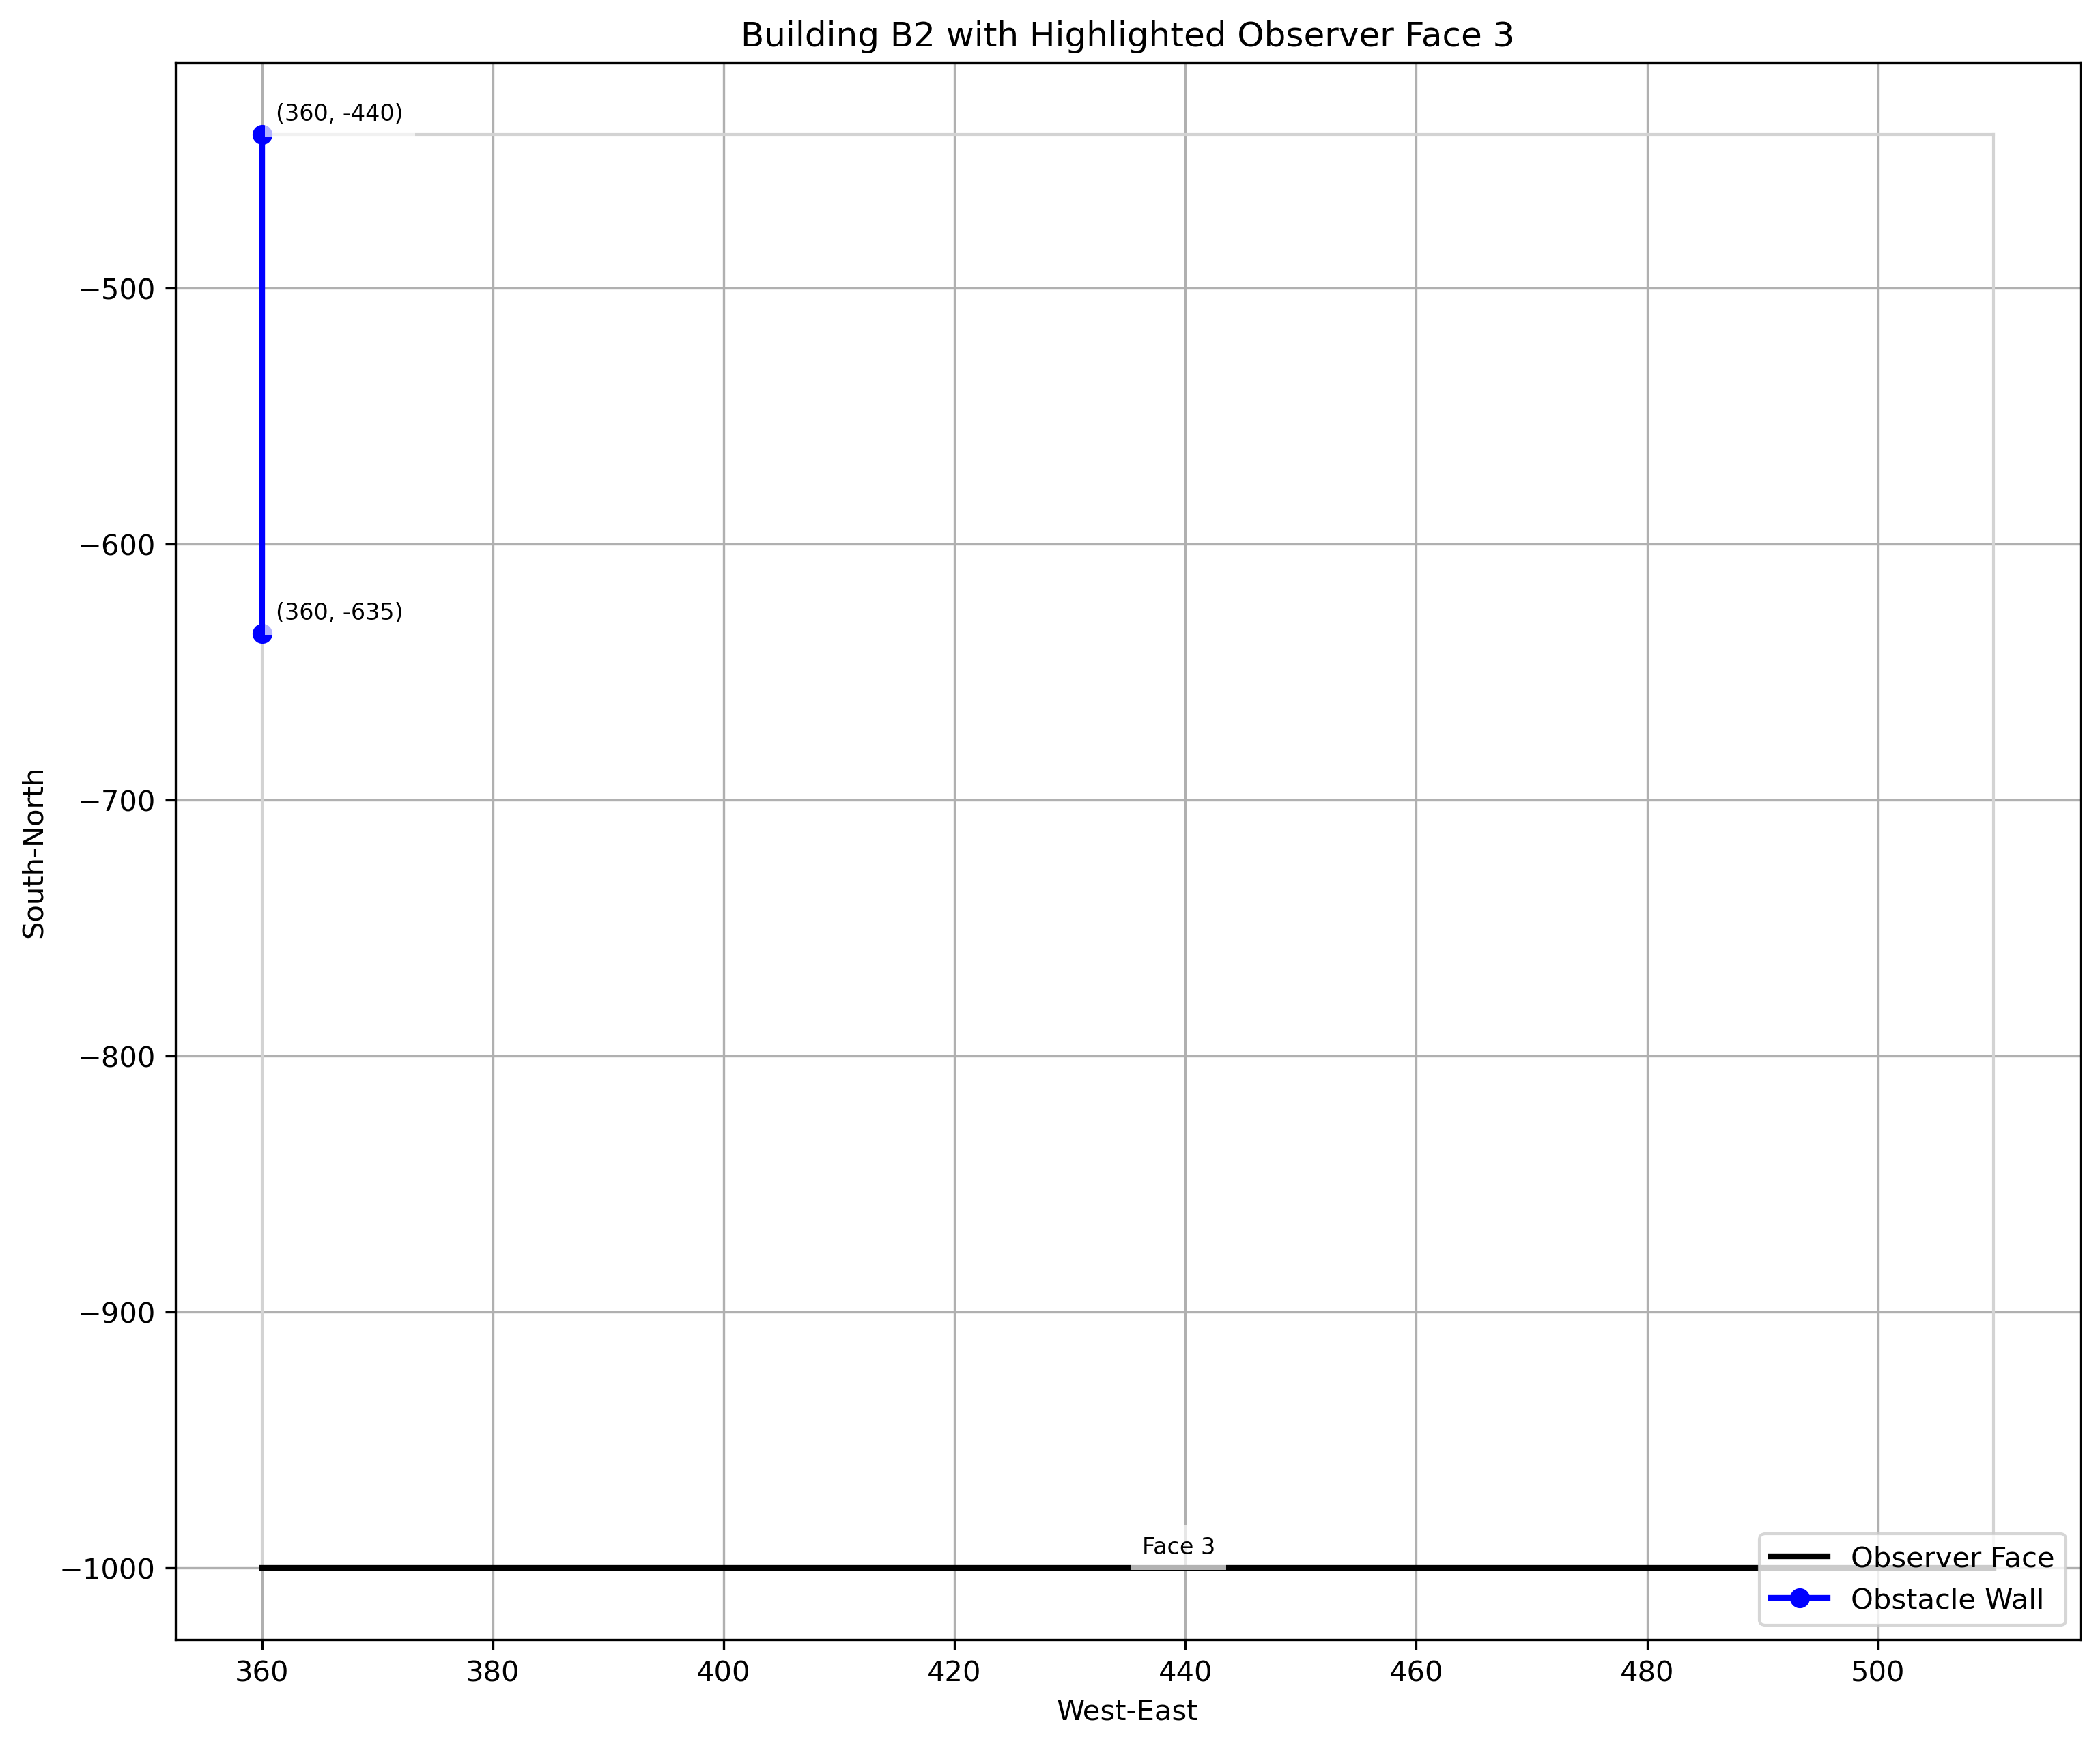 Building B2 with Highlighted Observer Face 3
(360, -440)
−500
−600
(360, -635)
−700
−800
−900
−1000
South-North
Face 3
Observer Face
Obstacle Wall
360
380
400
420
440
460
480
500
West-East